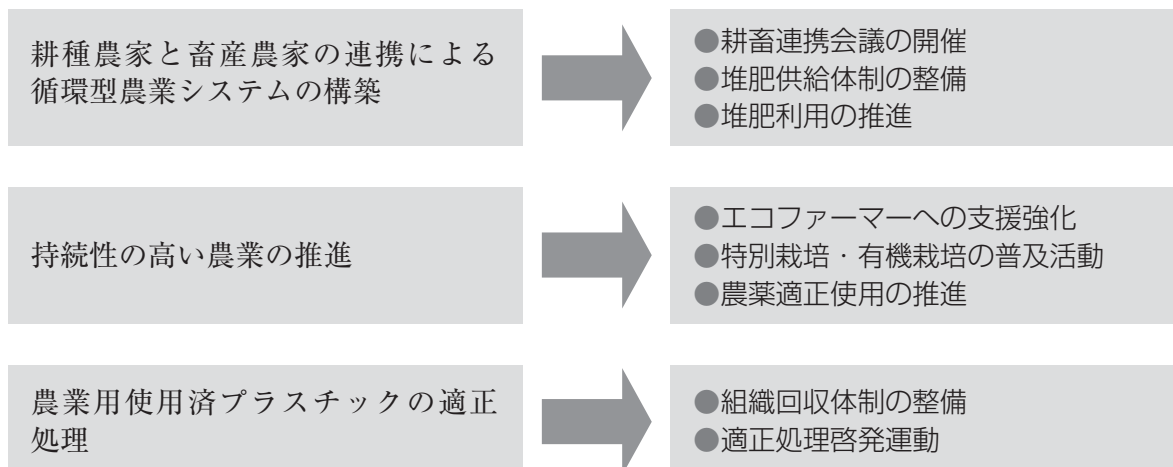 耕種農家と畜産農家の連携による
循環型農業システムの構築
●耕畜連携会議の開催
●堆肥供給体制の整備
●堆肥利用の推進
持続性の高い農業の推進
●エコファーマーへの支援強化
●特別栽培・有機栽培の普及活動
●農薬適正使用の推進
農業用使用済プラスチックの適正
処理
●組織回収体制の整備
●適正処理啓発運動